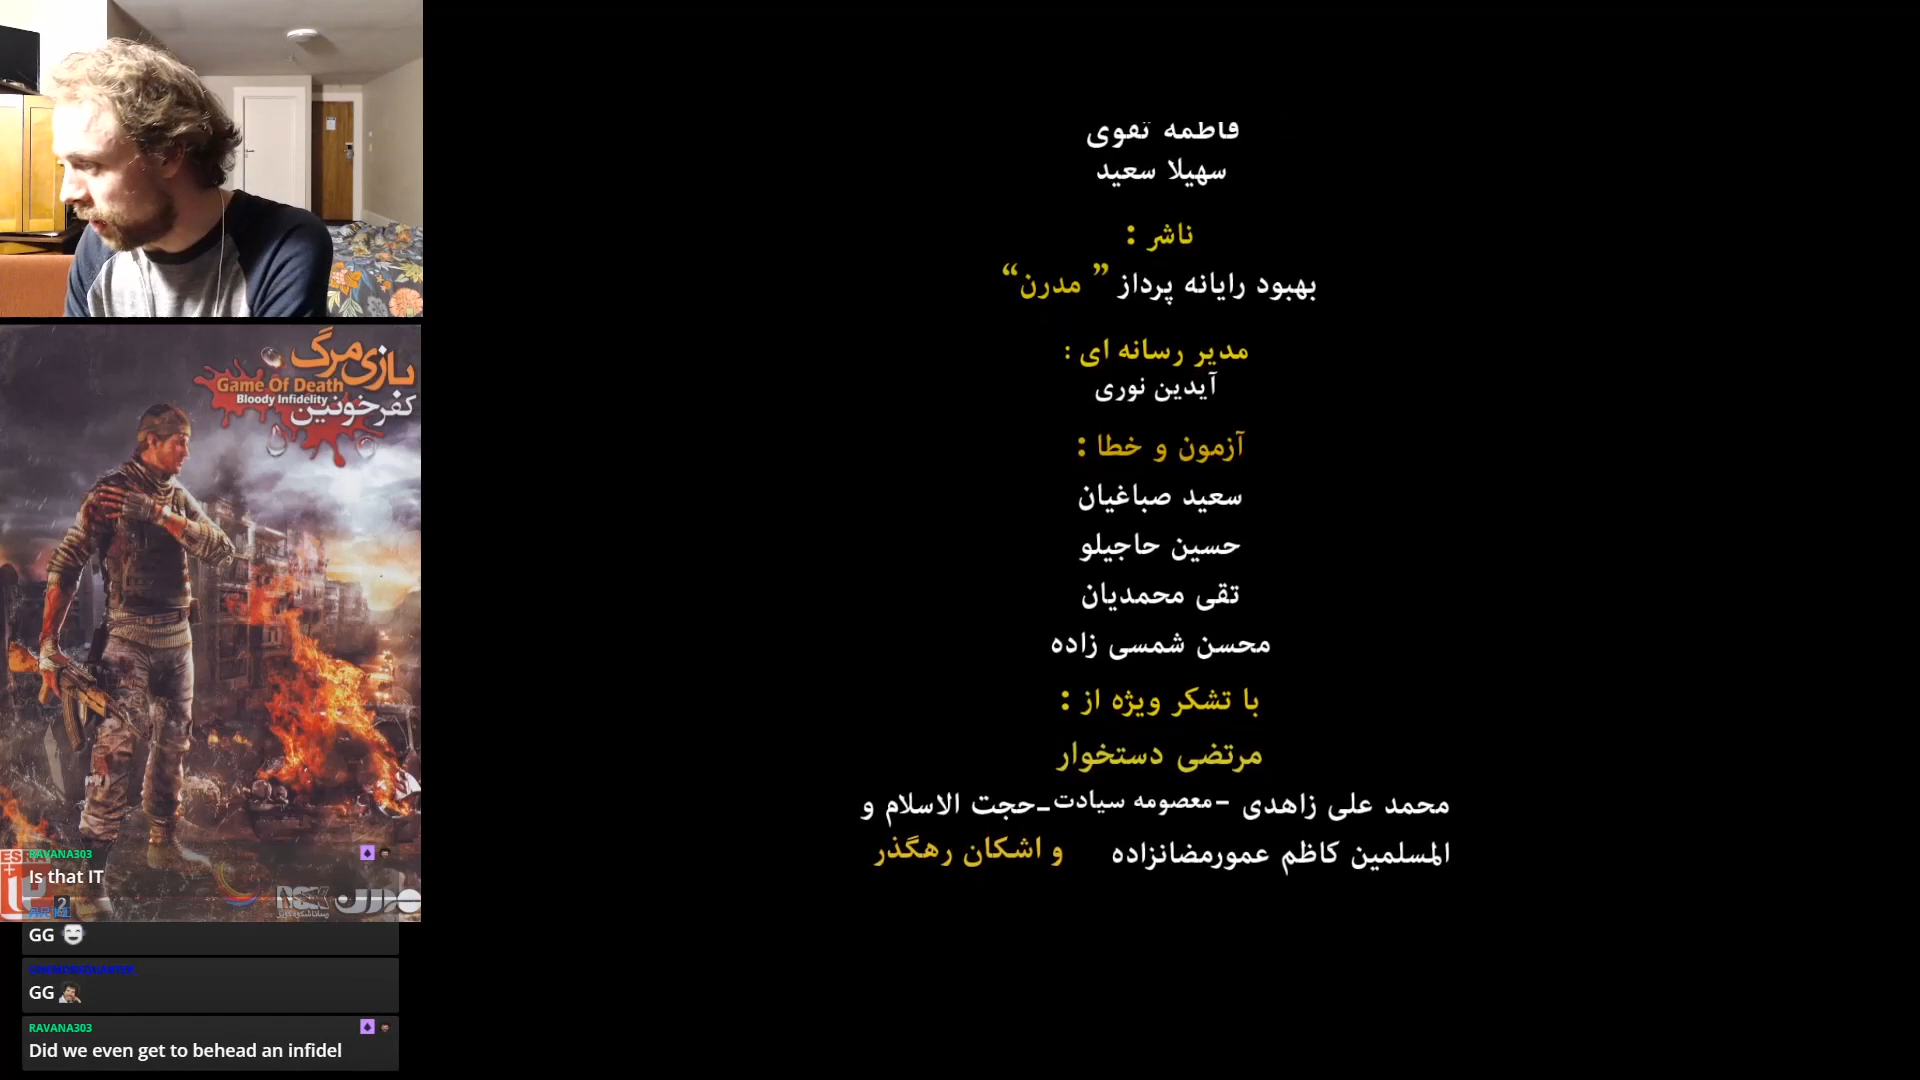 فاطمه تقوی
سهیلا سعید
ناشر :
بهبود رایانه پرداز ” مدرن “
مدیر رسانه ای :
آیدین نوری
آزمون و خطا :
سعید صباغیان
حسین حاجیلو
تقی محمدیان
محسن شمسی زاده
با تشکر ویژه از :
مرتضی دستخوار
محمد علی زاهدی –معصومه سیادت–حجت الاسلام و
المسلمین کاظم عمورمضانزاده و اشکان رهگذر
بازی مرگ
Game Of Death
Bloody Infidelity
کفر خونین
مدرن
RSK
RAVANA303
Is that IT
GG
GG
RAVANA303
Did we even get to behead an infidel